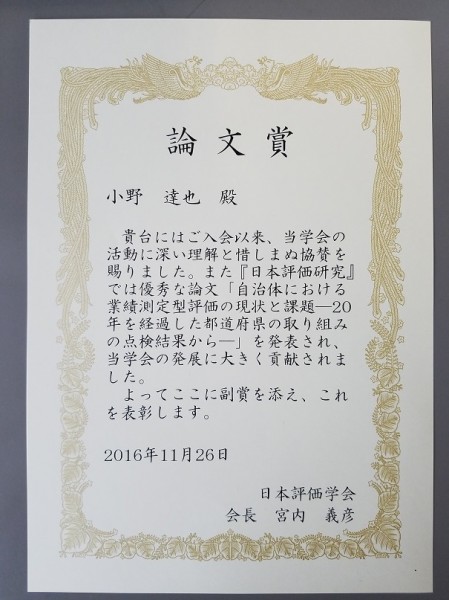 論文賞
小野 達也 殿
貴台にはご入会以来、当学会の
活動に深い理解と惜しまぬ協賛を
賜りました。また『日本評価研究』
では優秀な論文「自治体における
業績測定型評価の現状と課題―20
年を経過した都道府県の取り組み
の点検結果から―」を発表され、
当学会の発展に大きく貢献されま
した。
よってここに副賞を添え、これ
を表彰します。
2016年11月26日
日本評価学会
会長 宮内 義彦